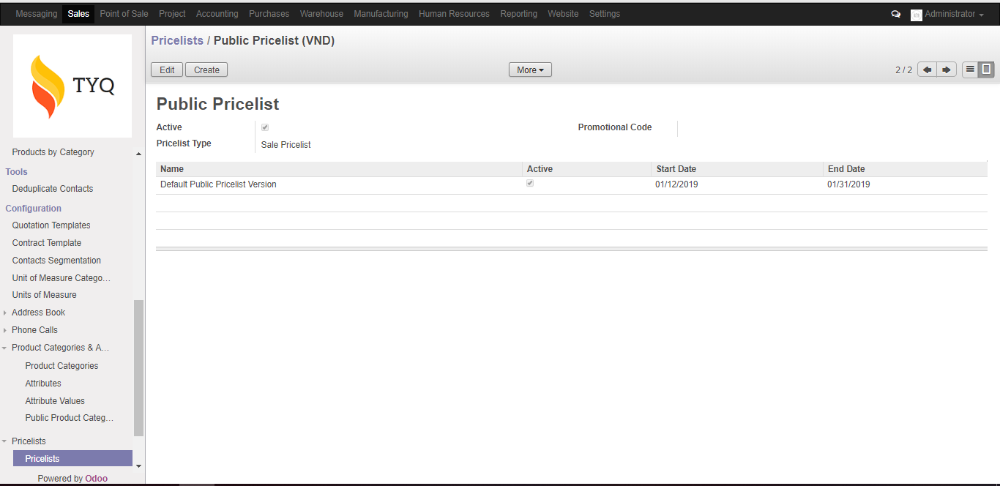 Messaging Sales Point of Sale Project Accounting Purchases Warehouse Manufacturing Human Resources Reporting Website Settings Administrator
TYQ
Products by Category
Tools
Deduplicate Contacts
Configuration
Quotation Templates
Contract Template
Contacts Segmentation
Unit of Measure Catego...
Units of Measure
Address Book
Phone Calls
Product Categories & A...
Product Categories
Attributes
Attribute Values
Public Product Categ...
Pricelists
Pricelists
Powered by Odoo
Pricelists / Public Pricelist (VND)
Edit Create More 2 / 2
Public Pricelist
Active Promotional Code
Pricelist Type Sale Pricelist
Name Active Start Date End Date
Default Public Pricelist Version 01/12/2019 01/31/2019